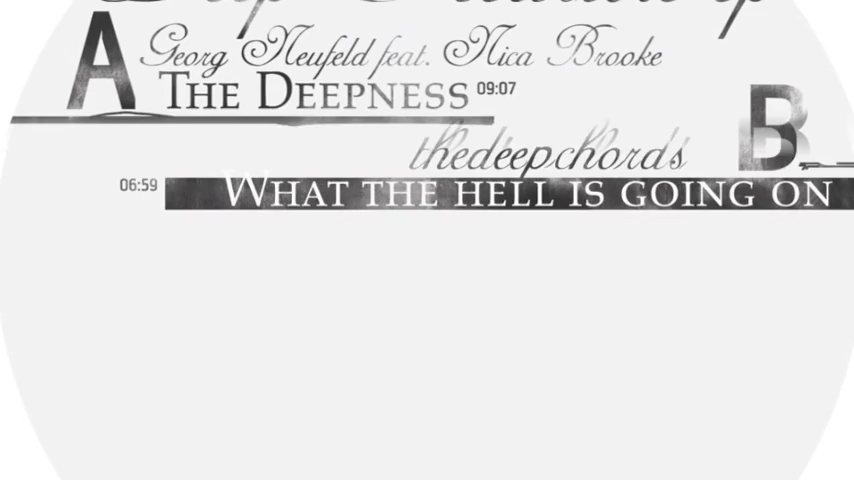 A
Georg Neufeld feat. Nica Brooke
THE DEEPNESS 09:07
B
thedeepchords
06:59 WHAT THE HELL IS GOING ON